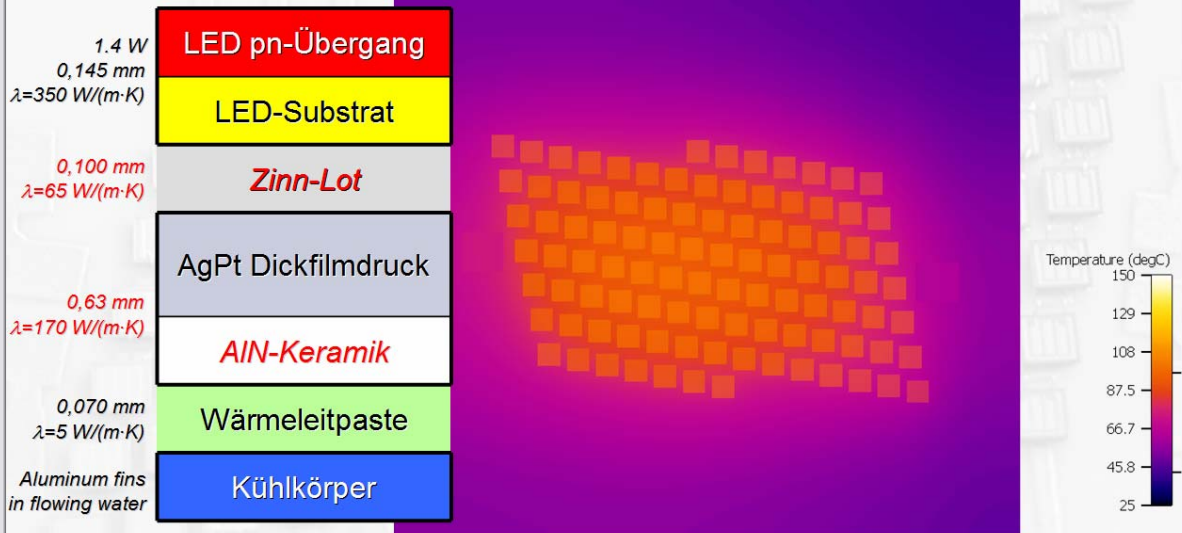 1.4 W
0,145 mm
λ=350 W/(m·K)
0,100 mm
λ=65 W/(m·K)
0,63 mm
λ=170 W/(m·K)
0,070 mm
λ=5 W/(m·K)
Aluminum fins
in flowing water
LED pn-Übergang
LED-Substrat
Zinn-Lot
AgPt Dickfilmdruck
AlN-Keramik
Wärmeleitpaste
Kühlkörper
Temperature (degC)
150
129
108
87.5
66.7
45.8
25